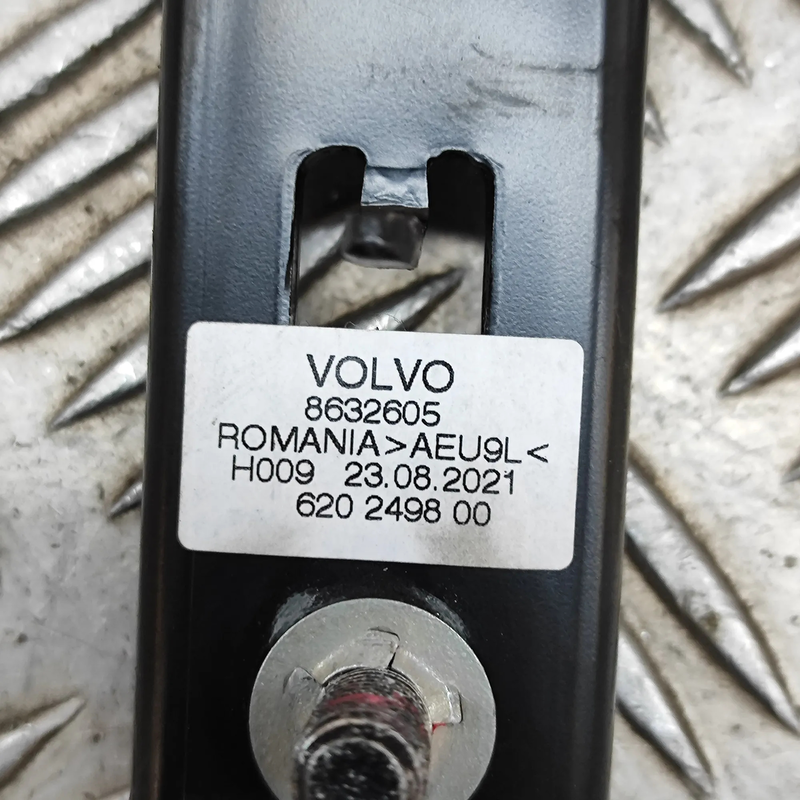 VOLVO
8632605
ROMANIA>AEU9L<
H009 23.08.2021
620 2498 00